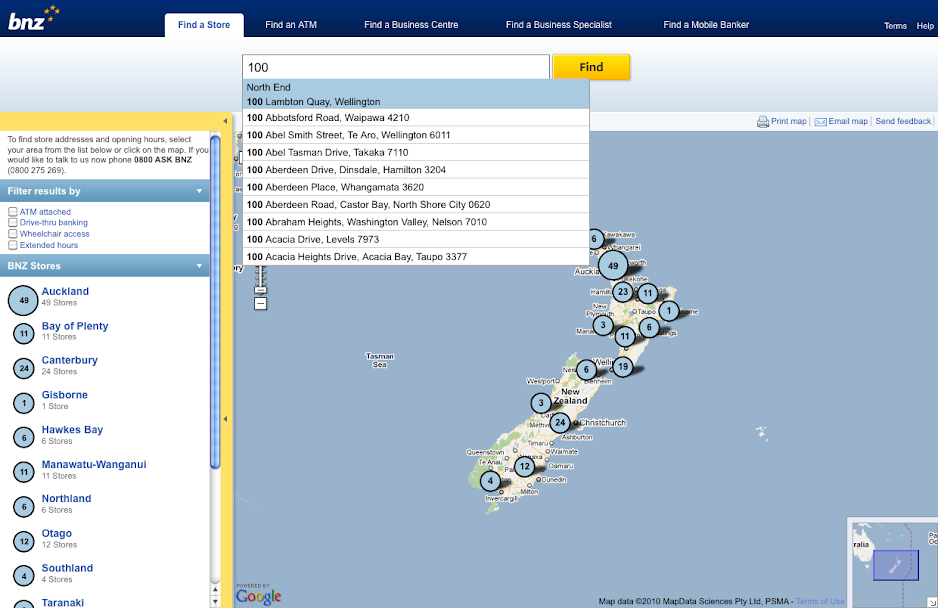 bnz
Find a Store
Find an ATM
Find a Business Centre
Find a Business Specialist
Find a Mobile Banker
Terms
Help
100
Find
North End
100 Lambton Quay, Wellington
100 Abbotsford Road, Waipawa 4210
100 Abel Smith Street, Te Aro, Wellington 6011
100 Abel Tasman Drive, Takaka 7110
100 Aberdeen Drive, Dinsdale, Hamilton 3204
100 Aberdeen Place, Whangamata 3620
100 Aberdeen Road, Castor Bay, North Shore City 0620
100 Abraham Heights, Washington Valley, Nelson 7010
100 Acacia Drive, Levels 7973
100 Acacia Heights Drive, Acacia Bay, Taupo 3377
Print map
Email map
Send feedback
To find store addresses and opening hours, select
your area from the list below or click on the map. If you
would like to talk to us now phone 0800 ASK BNZ
(0800 275 269).
Filter results by
ATM attached
Drive-thru banking
Wheelchair access
Extended hours
BNZ Stores
49
Auckland
49 Stores
11
Bay of Plenty
11 Stores
24
Canterbury
24 Stores
1
Gisborne
1 Store
6
Hawkes Bay
6 Stores
11
Manawatu-Wanganui
11 Stores
6
Northland
6 Stores
12
Otago
12 Stores
4
Southland
4 Stores
Taranaki
6
Kawakawa
Whangarei
49
23
11
New
Plymouth
Taupo
1
3
11
6
Tasman
Sea
6
19
Blenheim
Westport
New
Zealand
3
24
Christchurch
Ashburton
Timaru
Waimate
Queenstown
Te Anau
12
Oamaru
4
Dunedin
Milton
Invercargill
POWERED BY
Google
Map data ©2010 MapData Sciences Pty Ltd, PSMA - Terms of Use